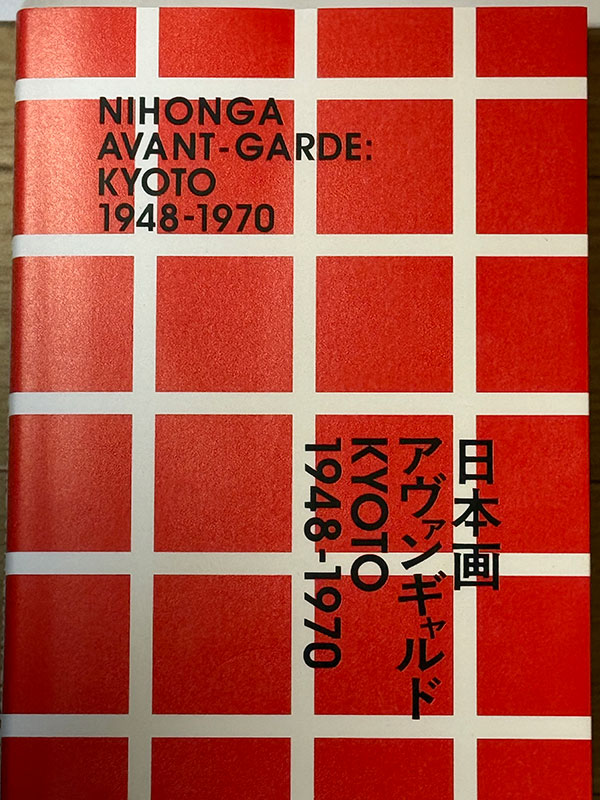 NIHONGA
AVANT-GARDE:
KYOTO
1948-1970
日本画
アヴァンギャルド
KYOTO
1948-1970